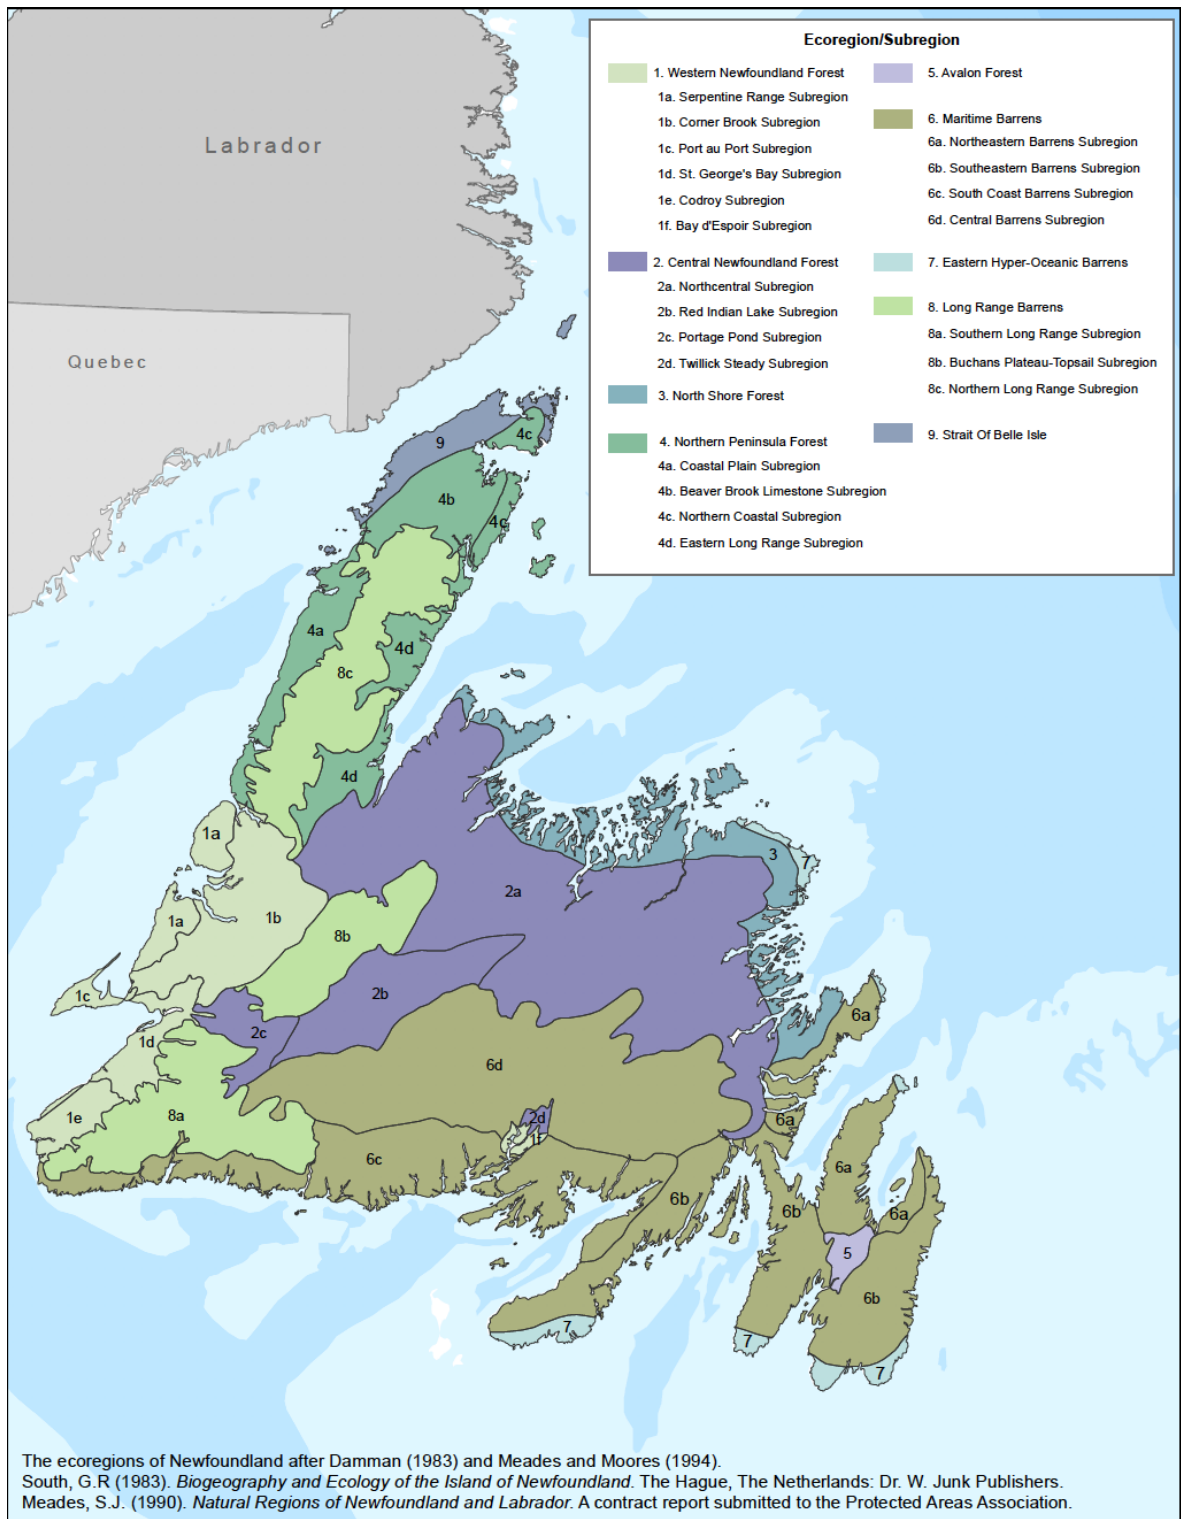 Ecoregion/Subregion
1. Western Newfoundland Forest
1a. Serpentine Range Subregion
1b. Corner Brook Subregion
1c. Port au Port Subregion
1d. St. George's Bay Subregion
1e. Codroy Subregion
1f. Bay d'Espoir Subregion
2. Central Newfoundland Forest
2a. Northcentral Subregion
2b. Red Indian Lake Subregion
2c. Portage Pond Subregion
2d. Twillick Steady Subregion
3. North Shore Forest
4. Northern Peninsula Forest
4a. Coastal Plain Subregion
4b. Beaver Brook Limestone Subregion
4c. Northern Coastal Subregion
4d. Eastern Long Range Subregion
5. Avalon Forest
6. Maritime Barrens
6a. Northeastern Barrens Subregion
6b. Southeastern Barrens Subregion
6c. South Coast Barrens Subregion
6d. Central Barrens Subregion
7. Eastern Hyper-Oceanic Barrens
8. Long Range Barrens
8a. Southern Long Range Subregion
8b. Buchans Plateau-Topsail Subregion
8c. Northern Long Range Subregion
9. Strait Of Belle Isle
Labrador
Quebec
9
4c
4b
4c
4a
4d
8c
4d
1a
3
7
2a
1a
1b
8b
1c
2b
2c
6a
1d
6d
1e
8a
2d
6a
1f
6c
6a
6b
6b
6a
5
6b
7
7
7
The ecoregions of Newfoundland after Damman (1983) and Meades and Moores (1994).
South, G.R (1983). Biogeography and Ecology of the Island of Newfoundland. The Hague, The Netherlands: Dr. W. Junk Publishers.
Meades, S.J. (1990). Natural Regions of Newfoundland and Labrador. A contract report submitted to the Protected Areas Association.